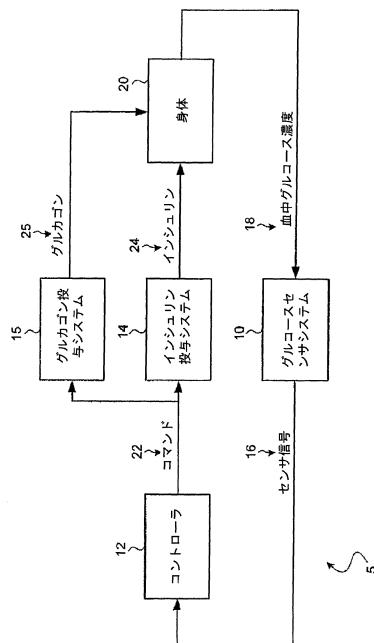 25
グルカゴン
15
グルカゴン投
与システム
20
身体
24
インシュリン
14
インシュリン
投与システム
22
コマンド
12
コントローラ
18
血中グルコース濃度
10
グルコースセ
ンサシステム
16
センサ信号
5